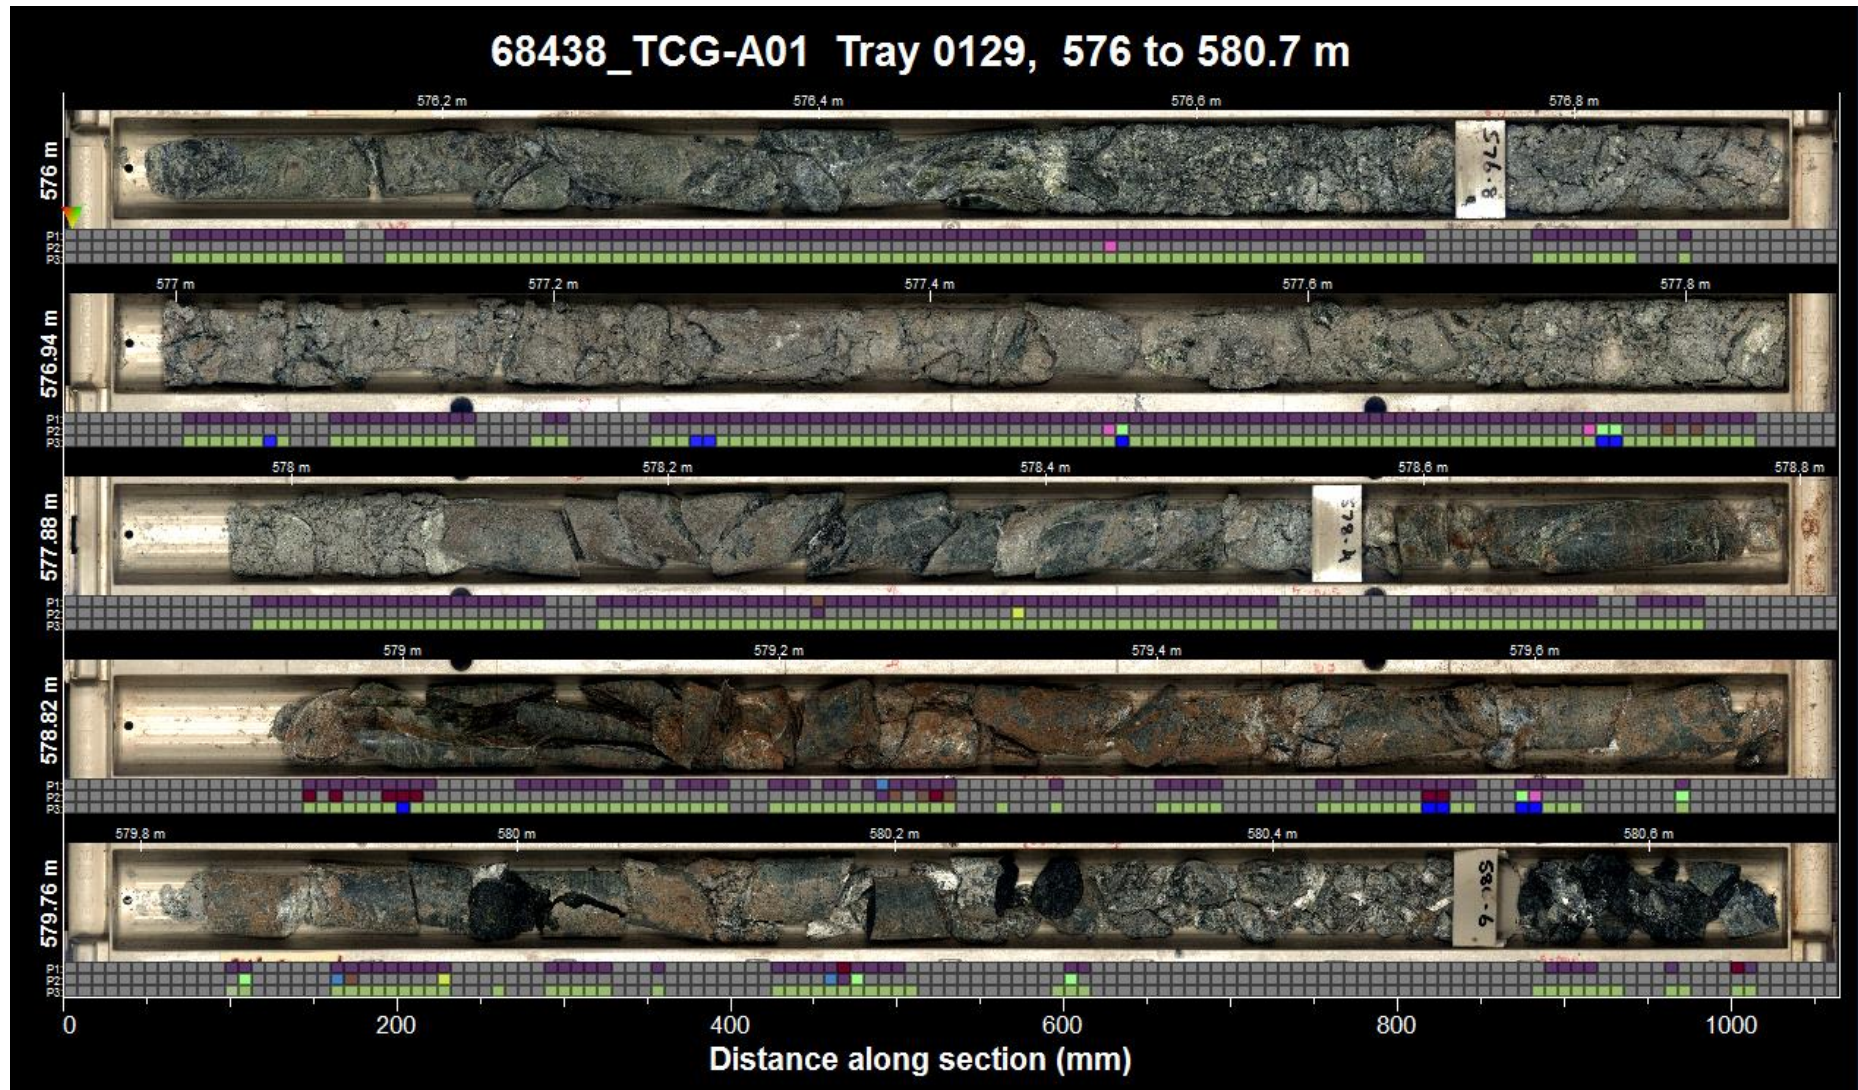 68438_TCG-A01 Tray 0129, 576 to 580.7 m
576.2 m 576.4 m 576.6 m 576.8 m
576 m
576.8
P1:
P2:
P3:
577 m 577.2 m 577.4 m 577.6 m 577.8 m
576.94 m
P1:
P2:
P3:
578 m 578.2 m 578.4 m 578.6 m 578.8 m
577.88 m
578.4
P1:
P2:
P3:
579 m 579.2 m 579.4 m 579.6 m
578.82 m
P1:
P2:
P3:
579.8 m 580 m 580.2 m 580.4 m 580.6 m
579.76 m
580.6
P1:
P2:
P3:
0 200 400 600 800 1000
Distance along section (mm)